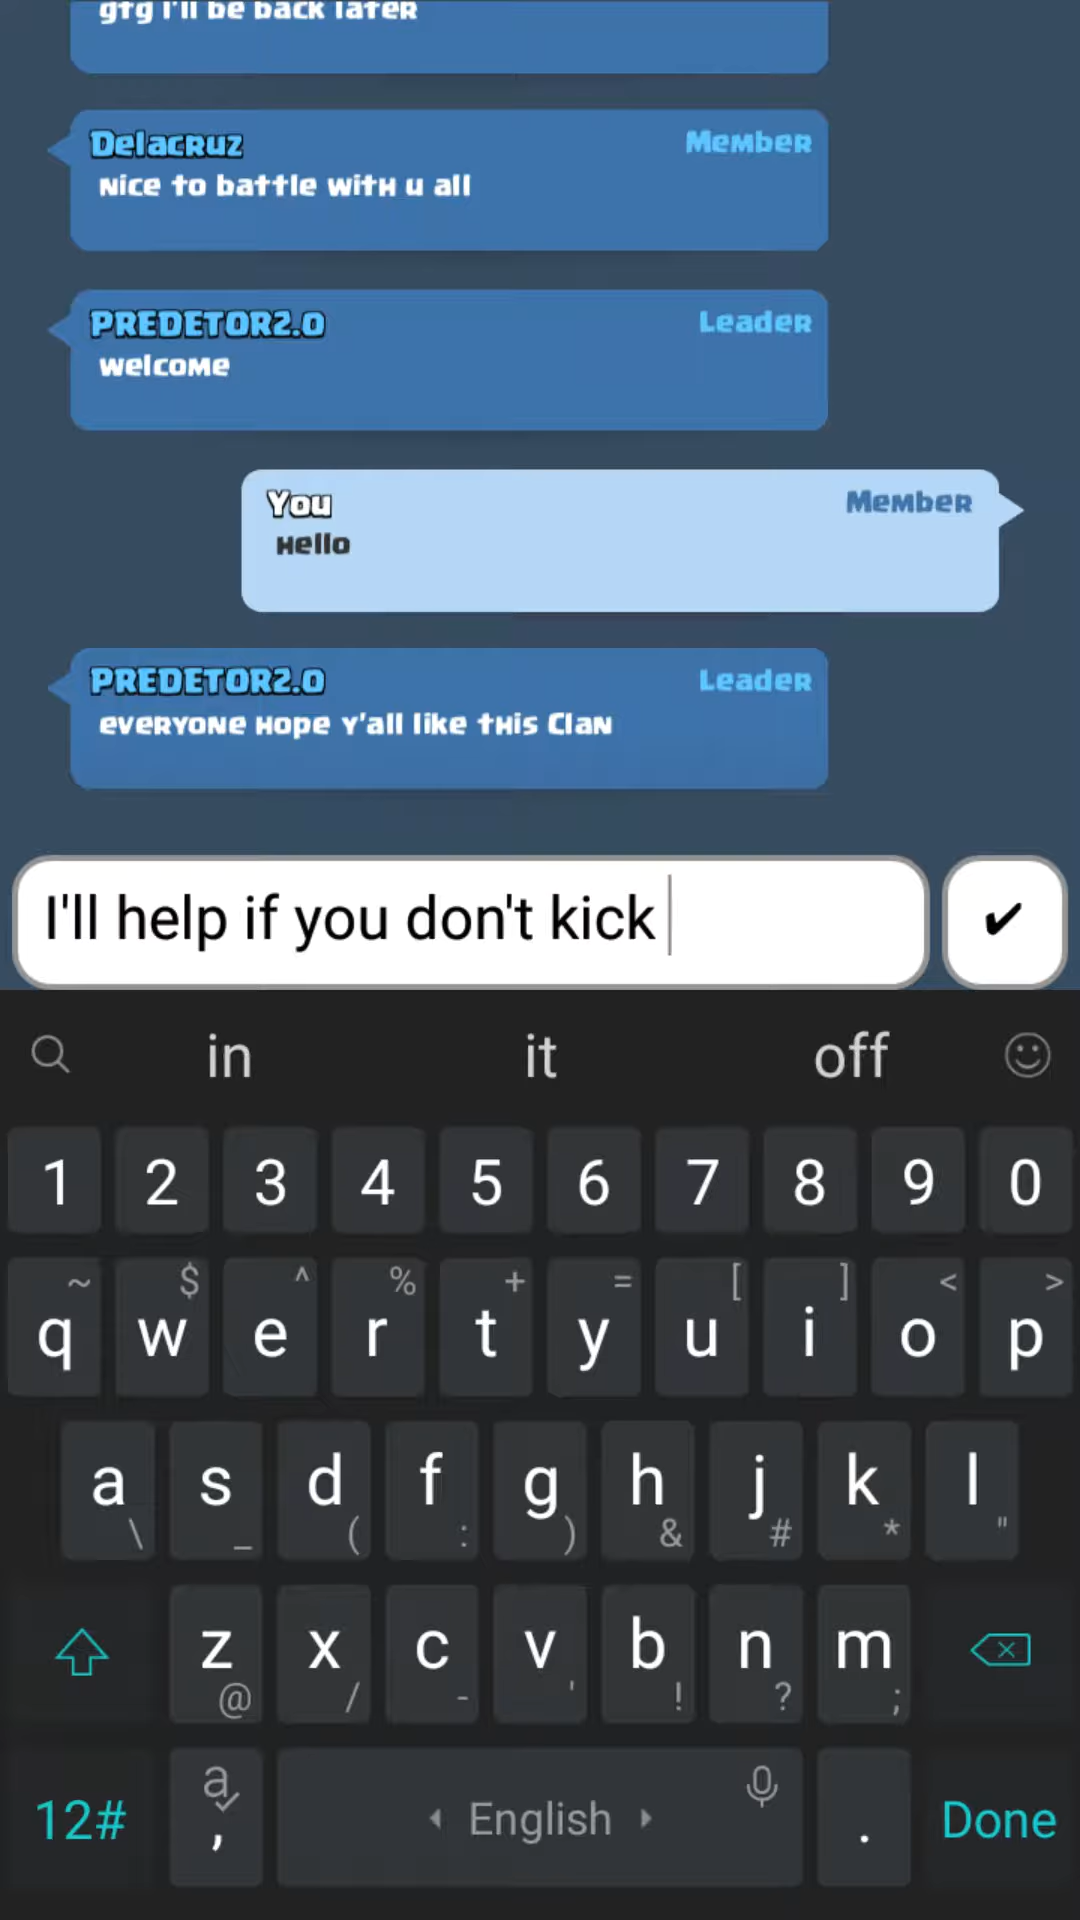 gtg I'll be back later
Delacruz Member
Nice to battle with u all
PREDETOR2.0 Leader
welcome
You Member
Hello
PREDETOR2.0 Leader
everyone Hope y'all like this Clan
I'll help if you don't kick ✔
in it off
1 2 3 4 5 6 7 8 9 0
~ $ ^ % + = [ ] < >
q w e r t y u i o p
a s d f g h j k l
\ _ ( : ) & # * "
z x c v b n m
@ / - ' ! ? ;
12# a , English . Done